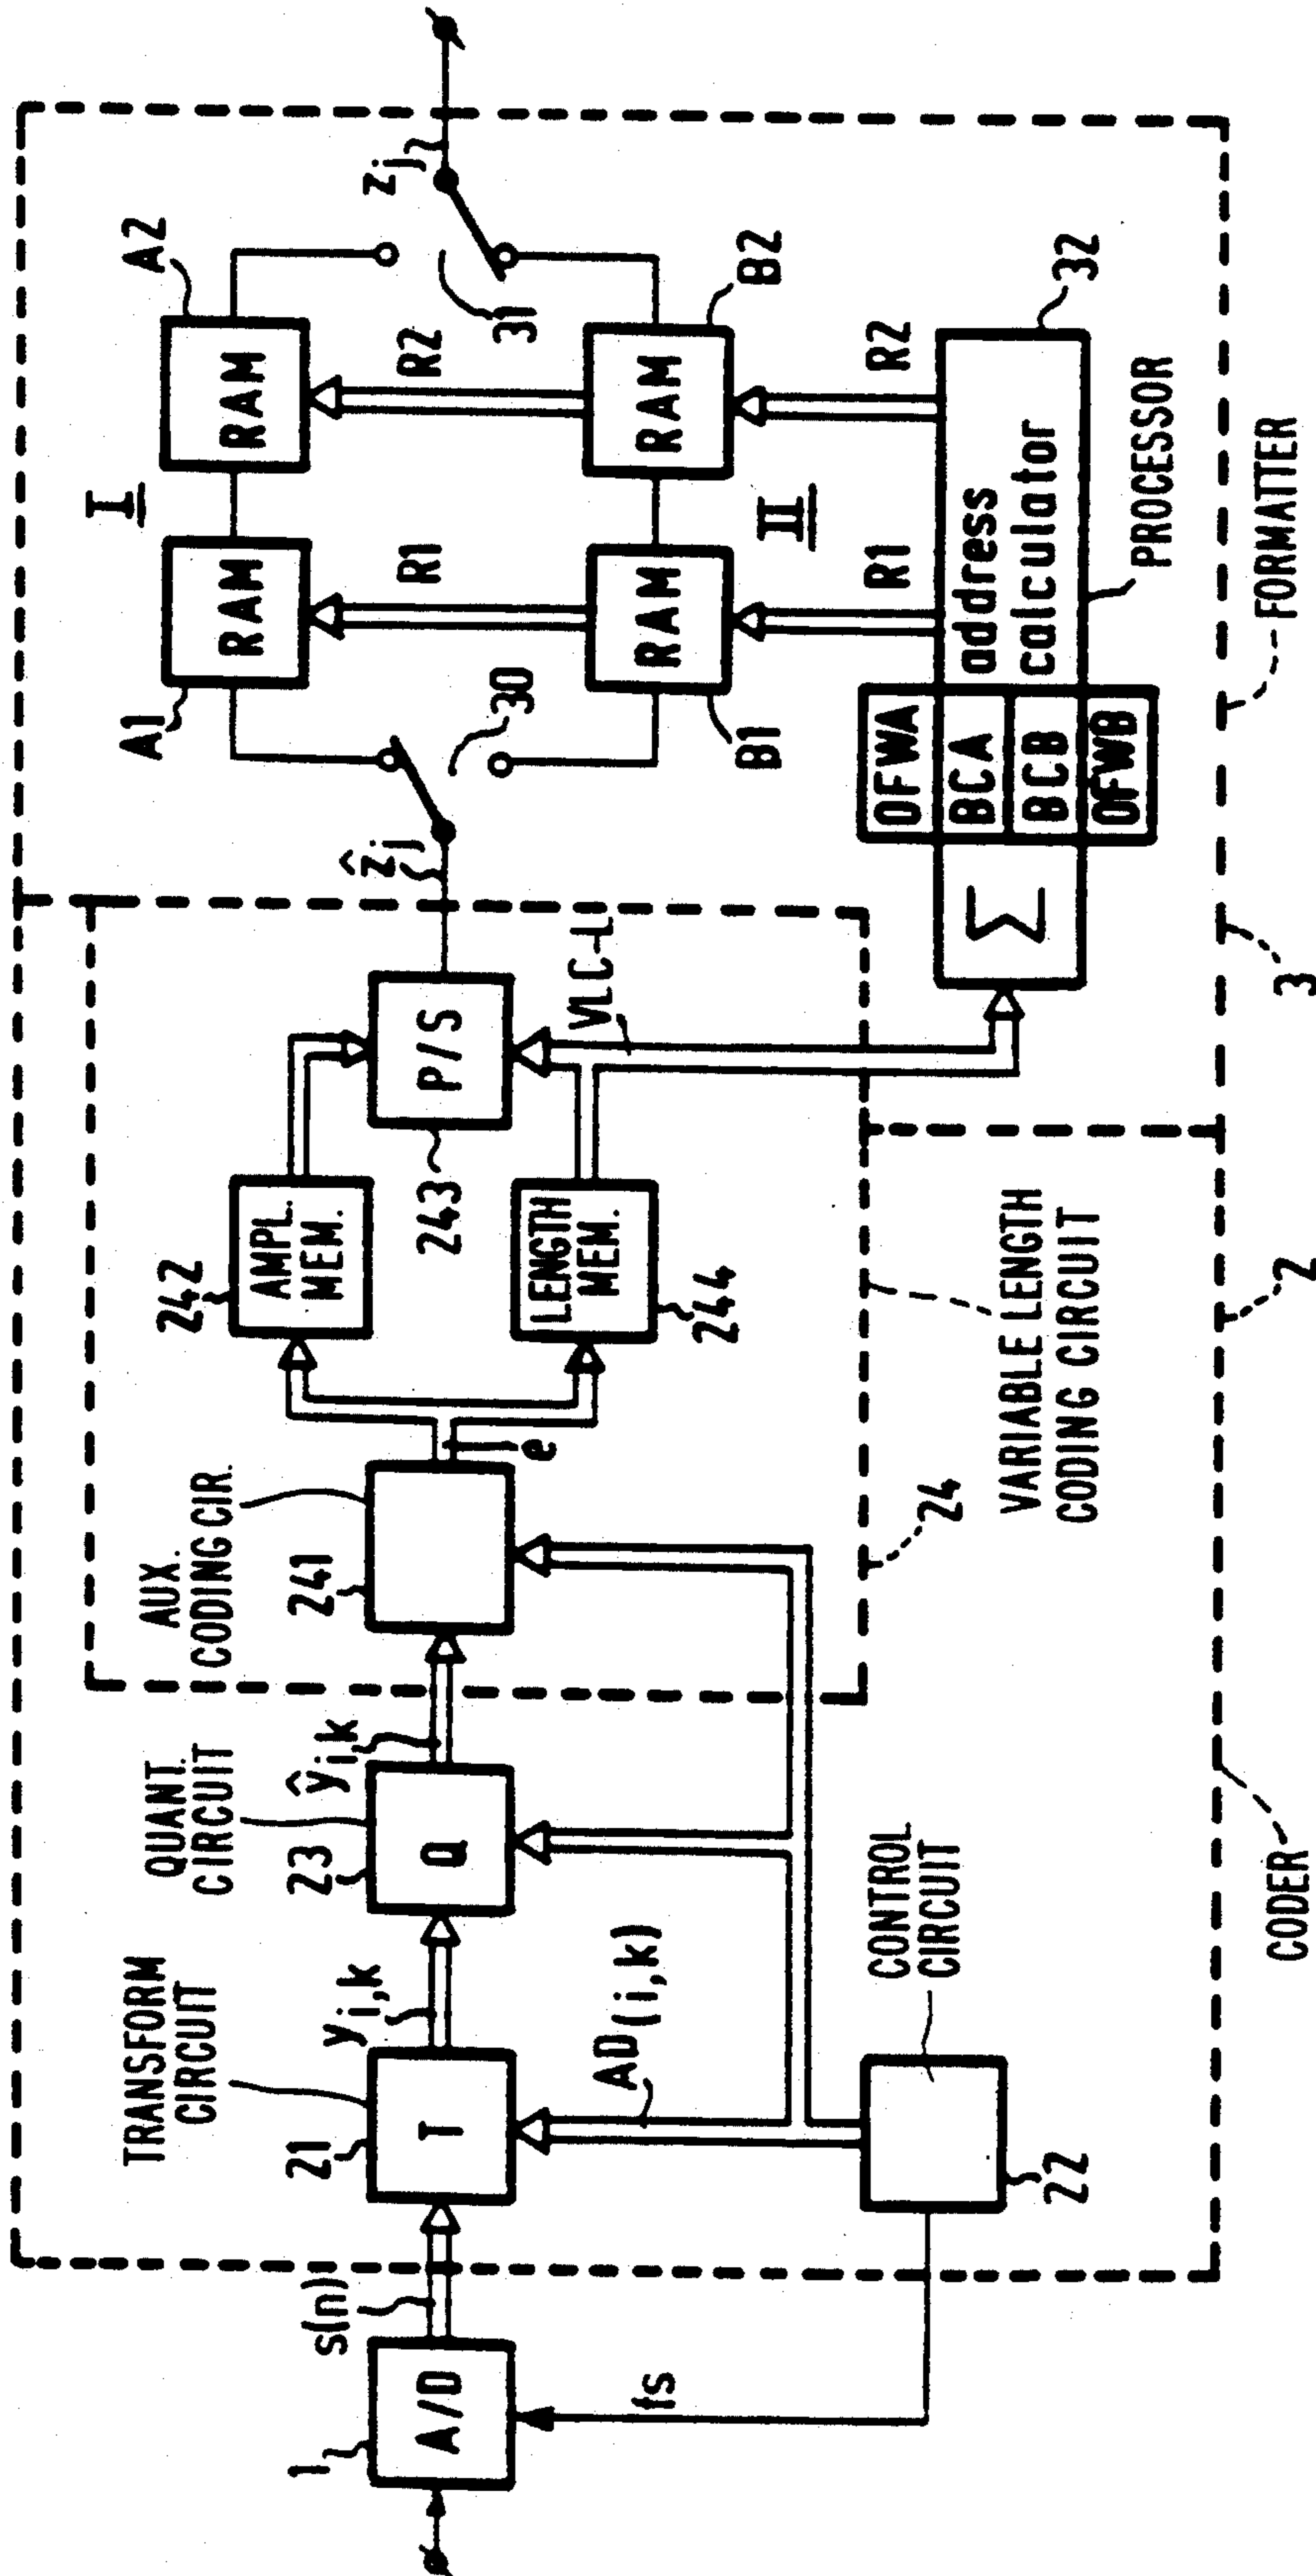 1
A/D
s(n)
fs
TRANSFORM
CIRCUIT
21
T
y i,k
AD(i,k)
CONTROL
CIRCUIT
22
QUANT.
CIRCUIT
23
Q
ŷ i,k
AUX.
CODING CIR.
241
e
242
AMPL.
MEM.
LENGTH
MEM.
244
P/S
243
VLC-L
24
VARIABLE LENGTH
CODING CIRCUIT
CODER
2
ẑj
30
A1
RAM
I
RAM
A2
R1
R2
31
zj
B1
RAM
II
RAM
B2
R1
R2
Σ
OFWA
BCA
BCB
OFWB
address
calculator
32
PROCESSOR
FORMATTER
3